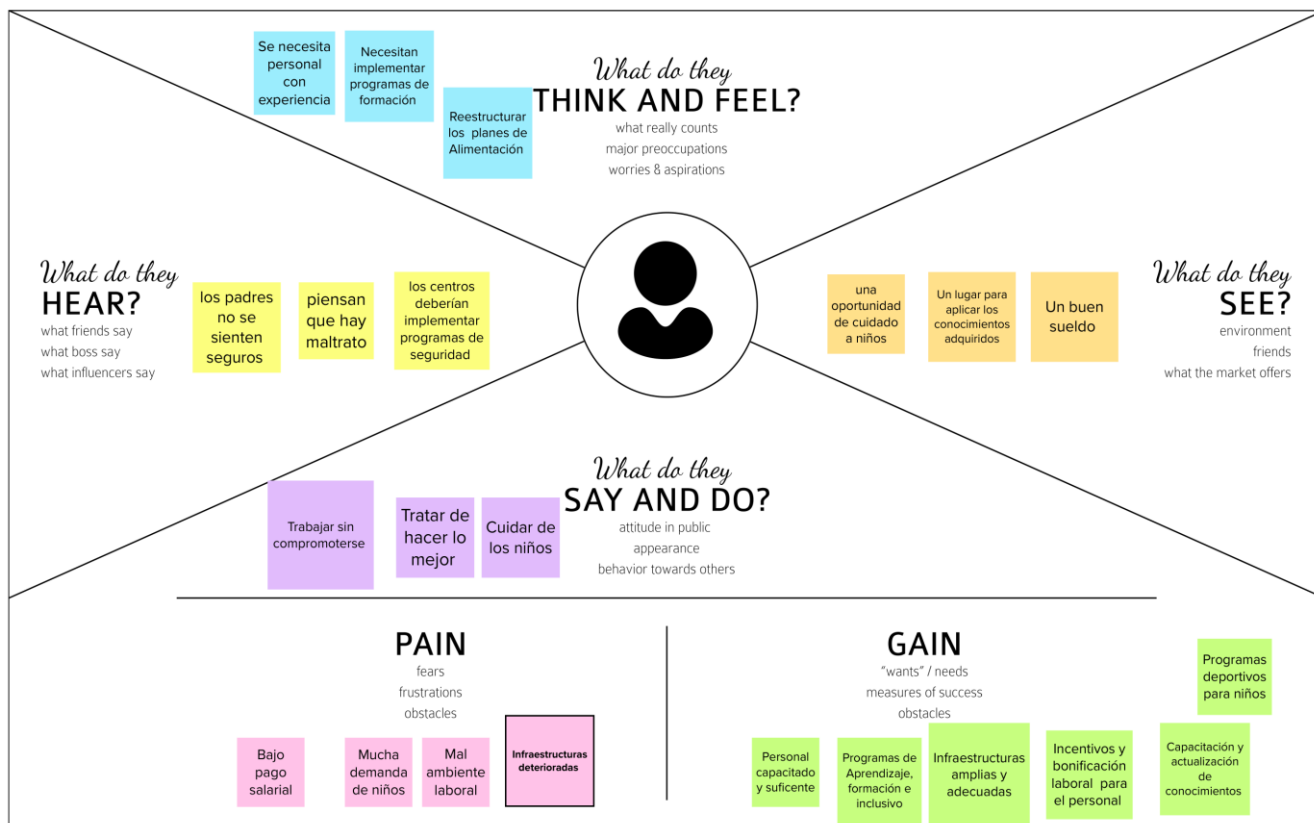 Se necesita
personal
con
experiencia
Necesitan
implementar
programas de
formación
Reestructurar
los planes de
Alimentación
What do they
THINK AND FEEL?
what really counts
major preoccupations
worries & aspirations
What do they
HEAR?
what friends say
what boss say
what influencers say
los padres
no se
sienten
seguros
piensan
que hay
maltrato
los centros
deberían
implementar
programas de
seguridad
una
oportunidad
de cuidado
a niños
Un lugar para
aplicar los
conocimientos
adquiridos
Un buen
sueldo
What do they
SEE?
environment
friends
what the market offers
What do they
SAY AND DO?
attitude in public
appearance
behavior towards others
Trabajar sin
compromoterse
Tratar de
hacer lo
mejor
Cuidar de
los niños
PAIN
fears
frustrations
obstacles
Bajo
pago
salarial
Mucha
demanda
de niños
Mal
ambiente
laboral
Infraestructuras
deterioradas
GAIN
"wants" / needs
measures of success
obstacles
Programas
deportivos
para niños
Personal
capacitado
y suficente
Programas de
Aprendizaje,
formación e
inclusivo
Infraestructuras
amplias y
adecuadas
Incentivos y
bonificación
laboral para
el personal
Capacitación y
actualización
de
conocimientos